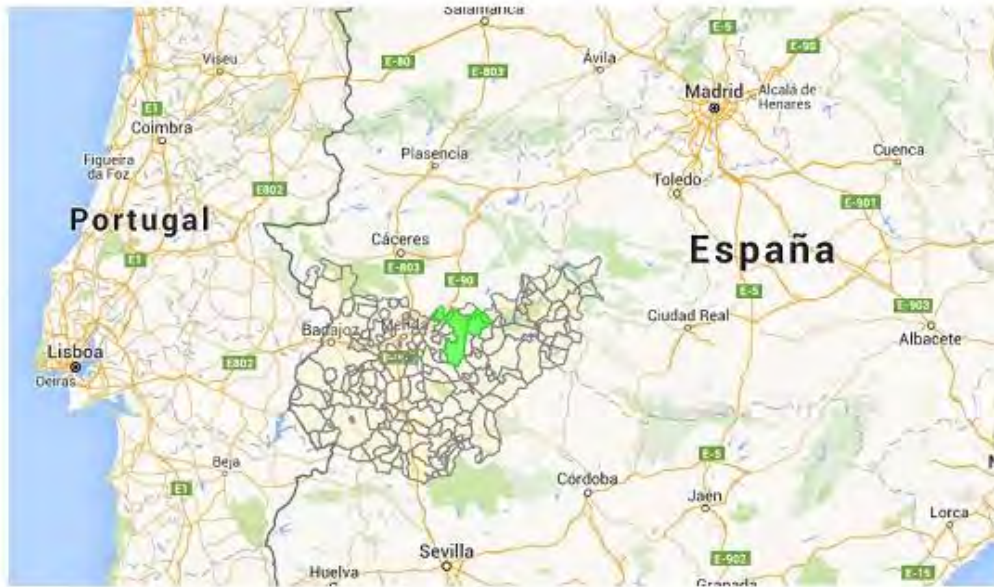 Salamanca
E-5
E-90
Viseu
Ávila
E-80
E-803
Madrid
Alcalá de
Henares
E1
Coimbra
Plasencia
Cuenca
Figueira
da Foz
Toledo
E802
E-901
Portugal
Cáceres
España
E1
E-803
E-90
E-5
E-903
Badajoz
Mérida
Ciudad Real
Albacete
Lisboa
E802
Oeiras
Beja
E-5
Córdoba
E1
Jaen
Lorca
Sevilla
E-902
Huelva
Granada
E-15